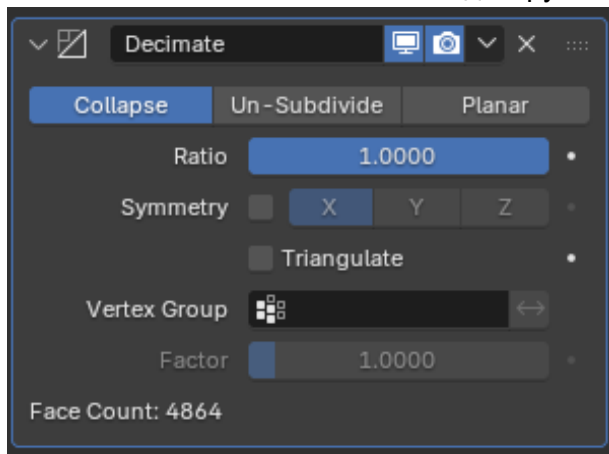 Decimate
Collapse Un-Subdivide Planar
Ratio 1.0000
Symmetry X Y Z
Triangulate
Vertex Group
Factor 1.0000
Face Count: 4864